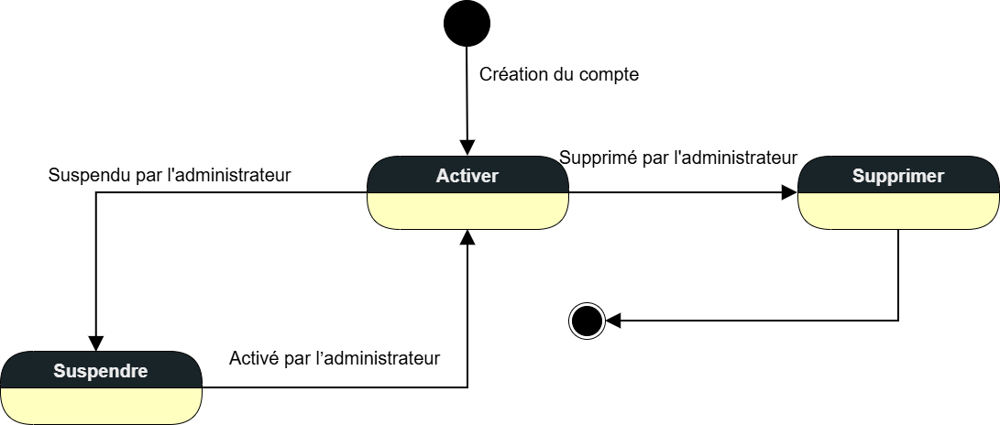 Création du compte
Supprimé par l'administrateur
Suspendu par l'administrateur
Activer
Supprimer
Activé par l’administrateur
Suspendre